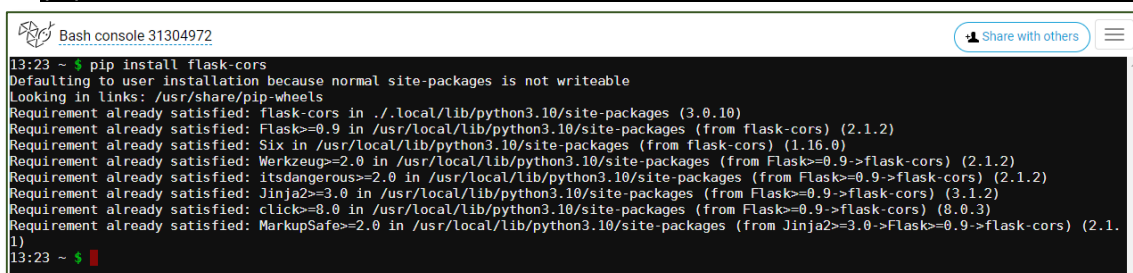 Bash console 31304972
Share with others
13:23 ~ $ pip install flask-cors
Defaulting to user installation because normal site-packages is not writeable
Looking in links: /usr/share/pip-wheels
Requirement already satisfied: flask-cors in ./.local/lib/python3.10/site-packages (3.0.10)
Requirement already satisfied: Flask>=0.9 in /usr/local/lib/python3.10/site-packages (from flask-cors) (2.1.2)
Requirement already satisfied: Six in /usr/local/lib/python3.10/site-packages (from flask-cors) (1.16.0)
Requirement already satisfied: Werkzeug>=2.0 in /usr/local/lib/python3.10/site-packages (from Flask>=0.9->flask-cors) (2.1.2)
Requirement already satisfied: itsdangerous>=2.0 in /usr/local/lib/python3.10/site-packages (from Flask>=0.9->flask-cors) (2.1.2)
Requirement already satisfied: Jinja2>=3.0 in /usr/local/lib/python3.10/site-packages (from Flask>=0.9->flask-cors) (3.1.2)
Requirement already satisfied: click>=8.0 in /usr/local/lib/python3.10/site-packages (from Flask>=0.9->flask-cors) (8.0.3)
Requirement already satisfied: MarkupSafe>=2.0 in /usr/local/lib/python3.10/site-packages (from Jinja2>=3.0->Flask>=0.9->flask-cors) (2.1.
1)
13:23 ~ $